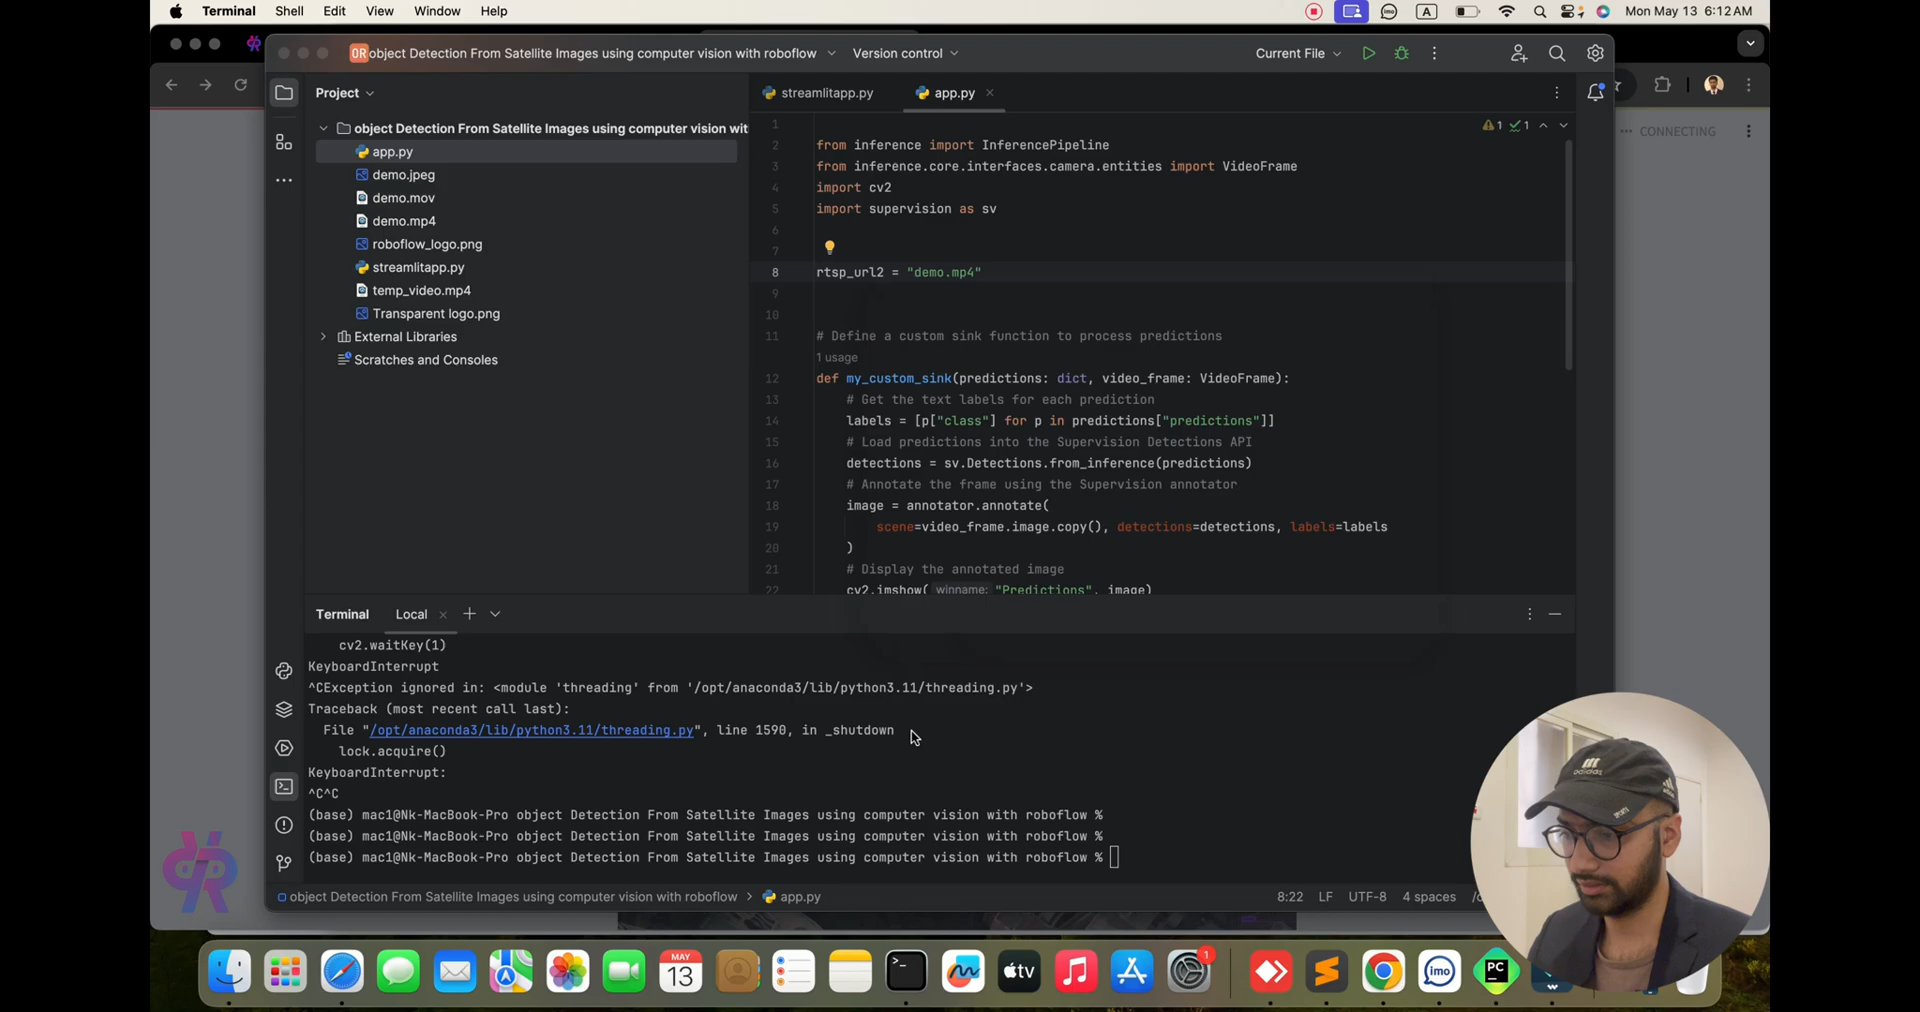 Terminal Shell Edit View Window Help
A
Mon May 13 6:12 AM
OR object Detection From Satellite Images using computer vision with roboflow
Version control
Current File
Project
streamlitapp.py
app.py
CONNECTING
object Detection From Satellite Images using computer vision wit
app.py
demo.jpeg
demo.mov
demo.mp4
roboflow_logo.png
streamlitapp.py
temp_video.mp4
Transparent logo.png
External Libraries
Scratches and Consoles
1 1
1
2 from inference import InferencePipeline
3 from inference.core.interfaces.camera.entities import VideoFrame
4 import cv2
5 import supervision as sv
6
7
8 rtsp_url2 = "demo.mp4"
9
10
11 # Define a custom sink function to process predictions
1 usage
12 def my_custom_sink(predictions: dict, video_frame: VideoFrame):
13 # Get the text labels for each prediction
14 labels = [p["class"] for p in predictions["predictions"]]
15 # Load predictions into the Supervision Detections API
16 detections = sv.Detections.from_inference(predictions)
17 # Annotate the frame using the Supervision annotator
18 image = annotator.annotate(
19 scene=video_frame.image.copy(), detections=detections, labels=labels
20 )
21 # Display the annotated image
22 cv2.imshow( winname: "Predictions", image)
Terminal Local
cv2.waitKey(1)
KeyboardInterrupt
^CException ignored in: <module 'threading' from '/opt/anaconda3/lib/python3.11/threading.py'>
Traceback (most recent call last):
File "/opt/anaconda3/lib/python3.11/threading.py", line 1590, in _shutdown
lock.acquire()
KeyboardInterrupt:
^C^C
(base) mac1@Nk-MacBook-Pro object Detection From Satellite Images using computer vision with roboflow %
(base) mac1@Nk-MacBook-Pro object Detection From Satellite Images using computer vision with roboflow %
(base) mac1@Nk-MacBook-Pro object Detection From Satellite Images using computer vision with roboflow %
object Detection From Satellite Images using computer vision with roboflow > app.py
8:22 LF UTF-8 4 spaces
adidas
MAY
13
tv
1
imo
PC